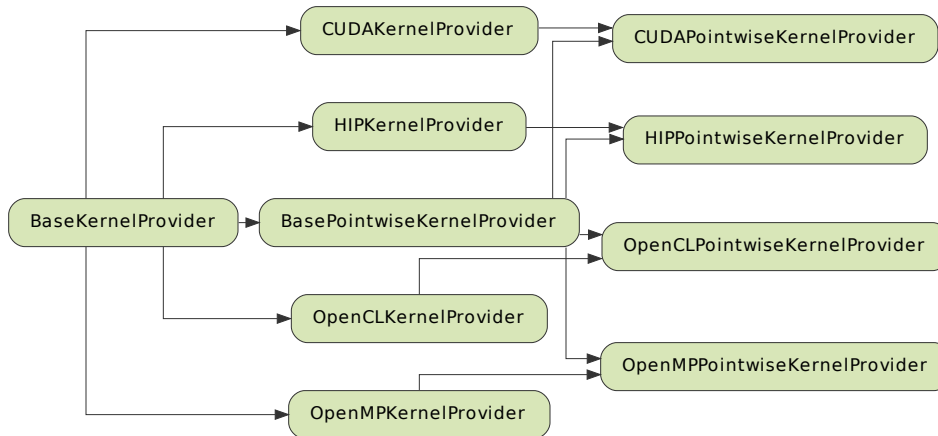 CUDAKernelProvider
CUDAPointwiseKernelProvider
HIPKernelProvider
HIPPointwiseKernelProvider
BaseKernelProvider
BasePointwiseKernelProvider
OpenCLPointwiseKernelProvider
OpenCLKernelProvider
OpenMPPointwiseKernelProvider
OpenMPKernelProvider